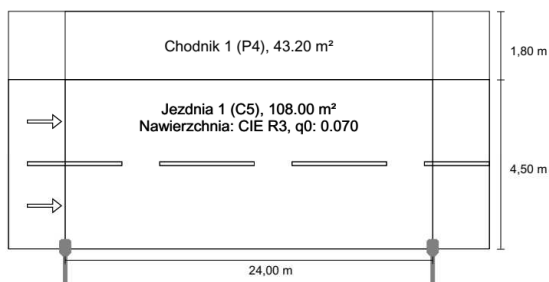 Chodnik 1 (P4), 43.20 m²
1,80 m
Jezdnia 1 (C5), 108.00 m²
Nawierzchnia: CIE R3, q0: 0.070
4,50 m
24,00 m